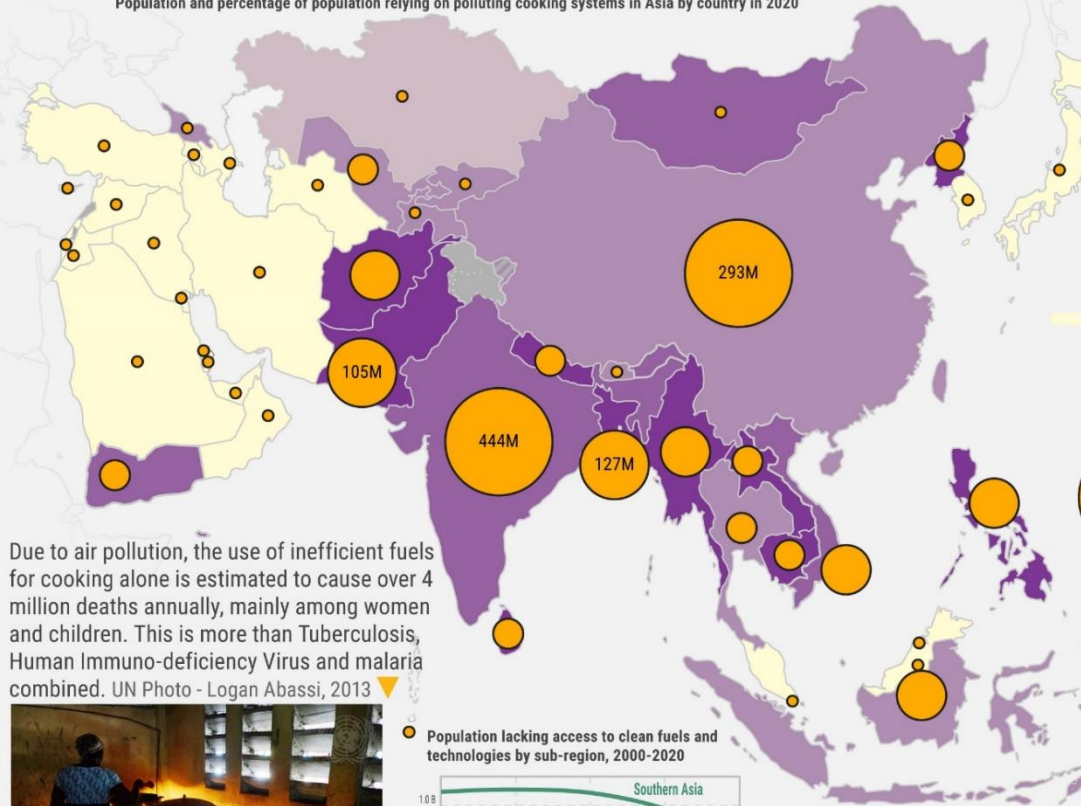 Population and percentage of population relying on polluting cooking systems in Asia by country in 2020
293M
105M
444M
127M
Due to air pollution, the use of inefficient fuels
for cooking alone is estimated to cause over 4
million deaths annually, mainly among women
and children. This is more than Tuberculosis,
Human Immuno-deficiency Virus and malaria
combined. UN Photo - Logan Abassi, 2013
Population lacking access to clean fuels and
technologies by sub-region, 2000-2020
Southern Asia
1.0 B